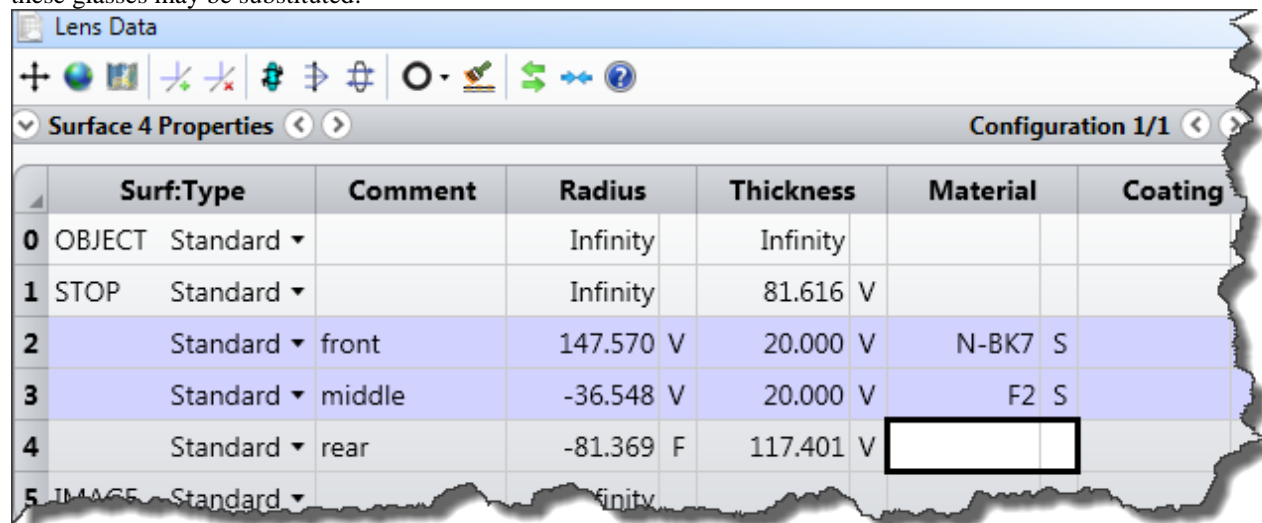 these glasses may be substituted.
Lens Data
Surface 4 Properties Configuration 1/1
Surf:Type Comment Radius Thickness Material Coating
0 OBJECT Standard Infinity Infinity
1 STOP Standard Infinity 81.616 V
2 Standard front 147.570 V 20.000 V N-BK7 S
3 Standard middle -36.548 V 20.000 V F2 S
4 Standard rear -81.369 F 117.401 V
5 IMAGE Standard Infinity